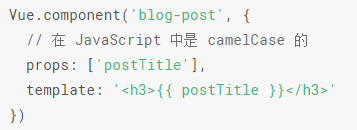 Vue.component('blog-post', {
  // 在 JavaScript 中是 camelCase 的
  props: ['postTitle'],
  template: '<h3>{{ postTitle }}</h3>'
})